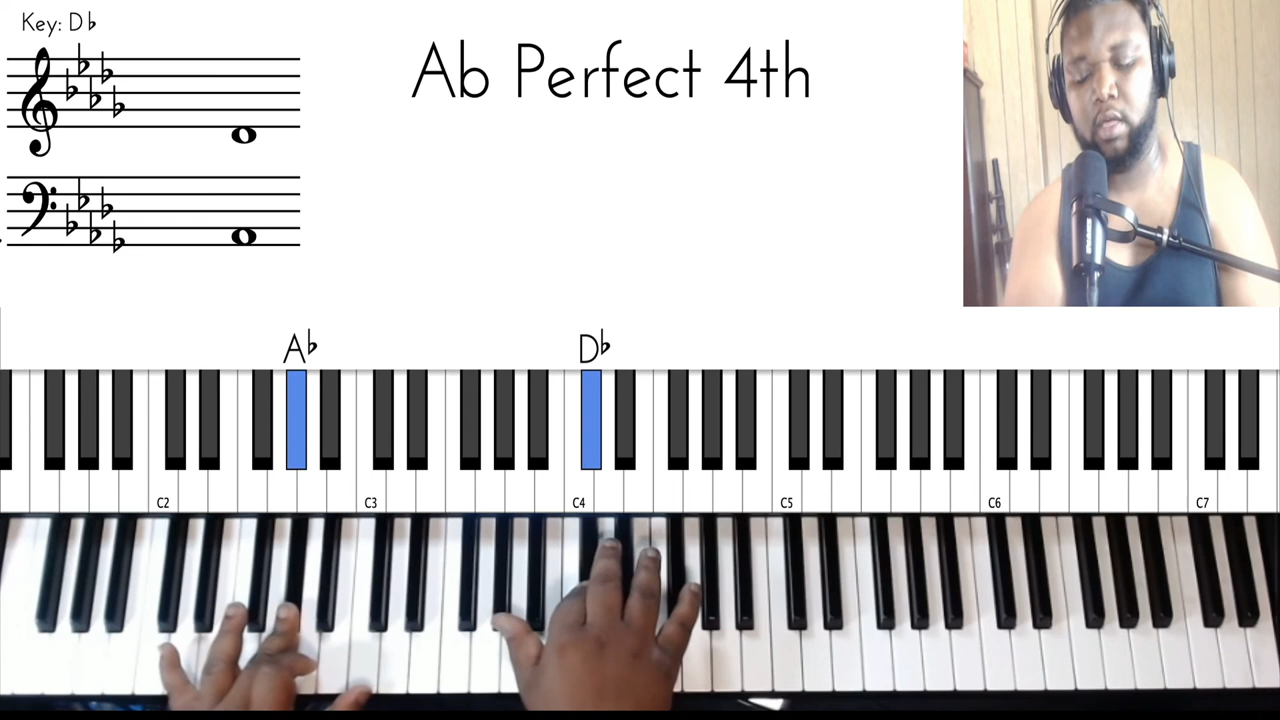 Key: D♭
Ab Perfect 4th
A♭ D♭
C2 C3 C4 C5 C6 C7